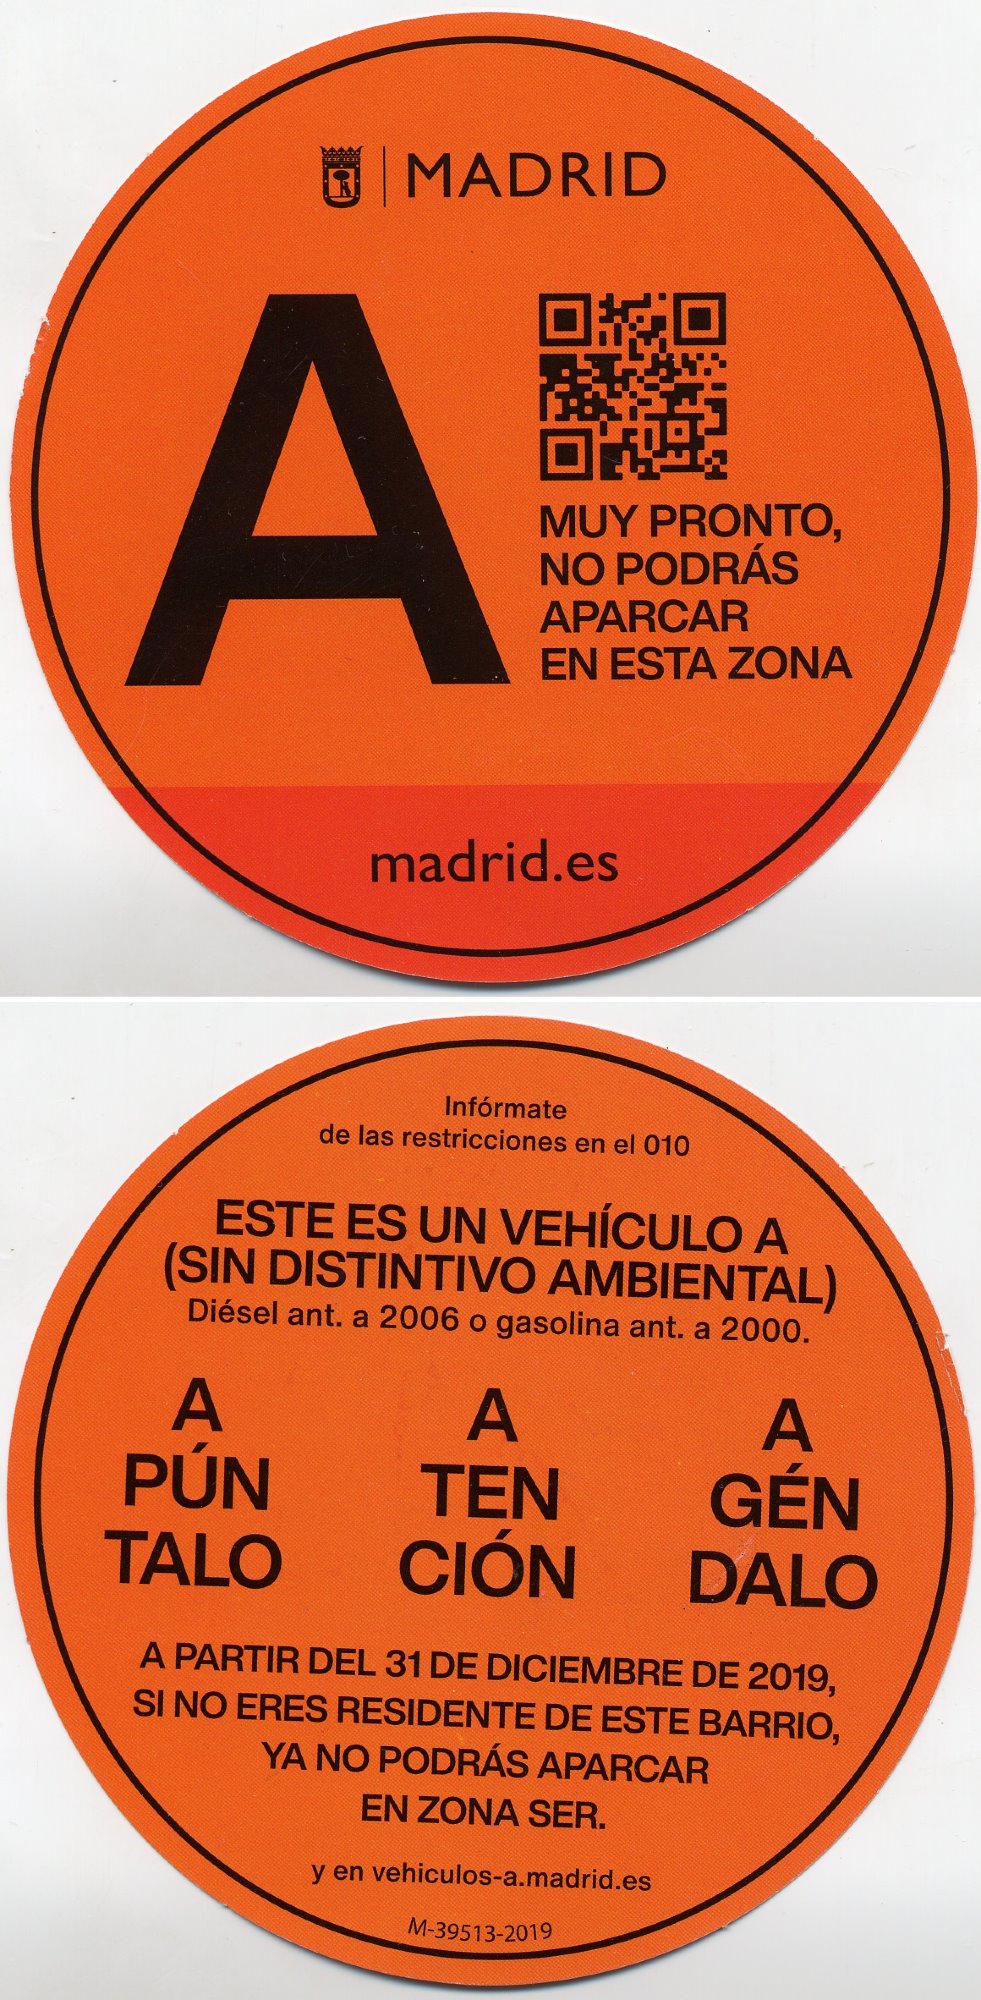 MADRID
A
MUY PRONTO,
NO PODRÁS
APARCAR
EN ESTA ZONA
madrid.es
Infórmate
de las restricciones en el 010
ESTE ES UN VEHÍCULO A
(SIN DISTINTIVO AMBIENTAL)
Diésel ant. a 2006 o gasolina ant. a 2000.
A
PÚN
TALO
A
TEN
CIÓN
A
GÉN
DALO
A PARTIR DEL 31 DE DICIEMBRE DE 2019,
SI NO ERES RESIDENTE DE ESTE BARRIO,
YA NO PODRÁS APARCAR
EN ZONA SER.
y en vehiculos-a.madrid.es
M-39513-2019